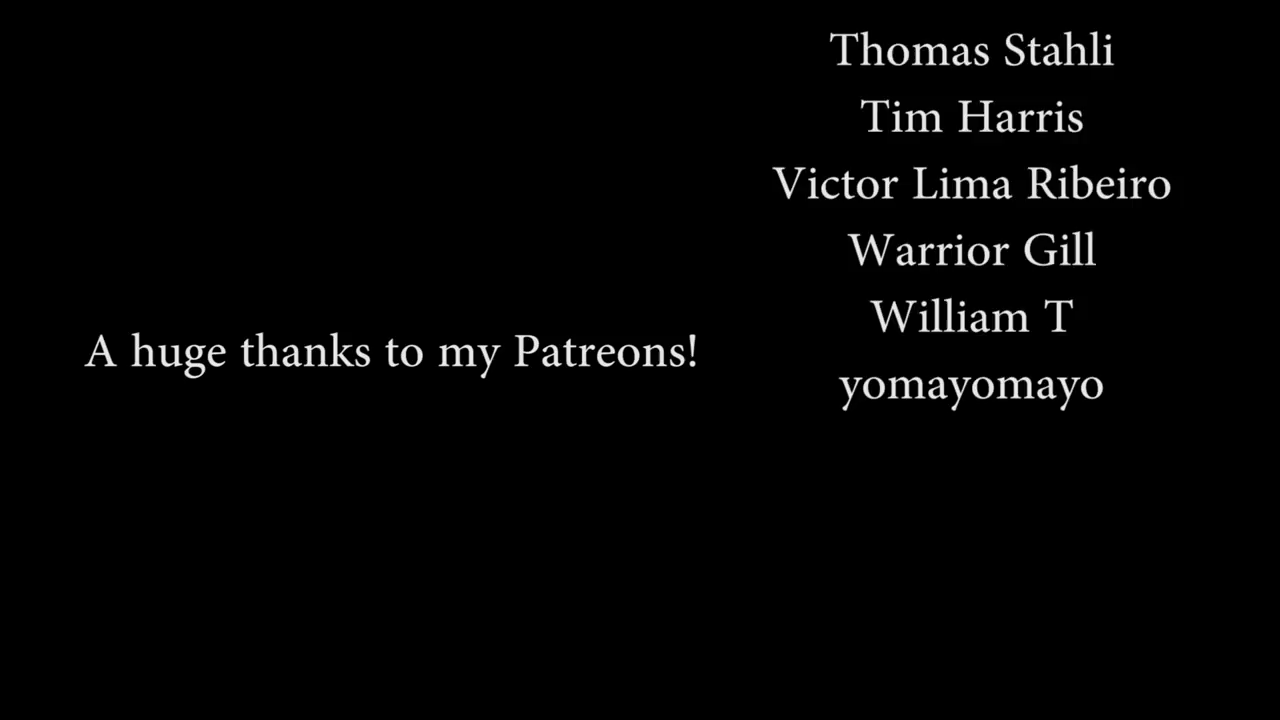 A huge thanks to my Patreons!
Thomas Stahli
Tim Harris
Victor Lima Ribeiro
Warrior Gill
William T
yomayomayo